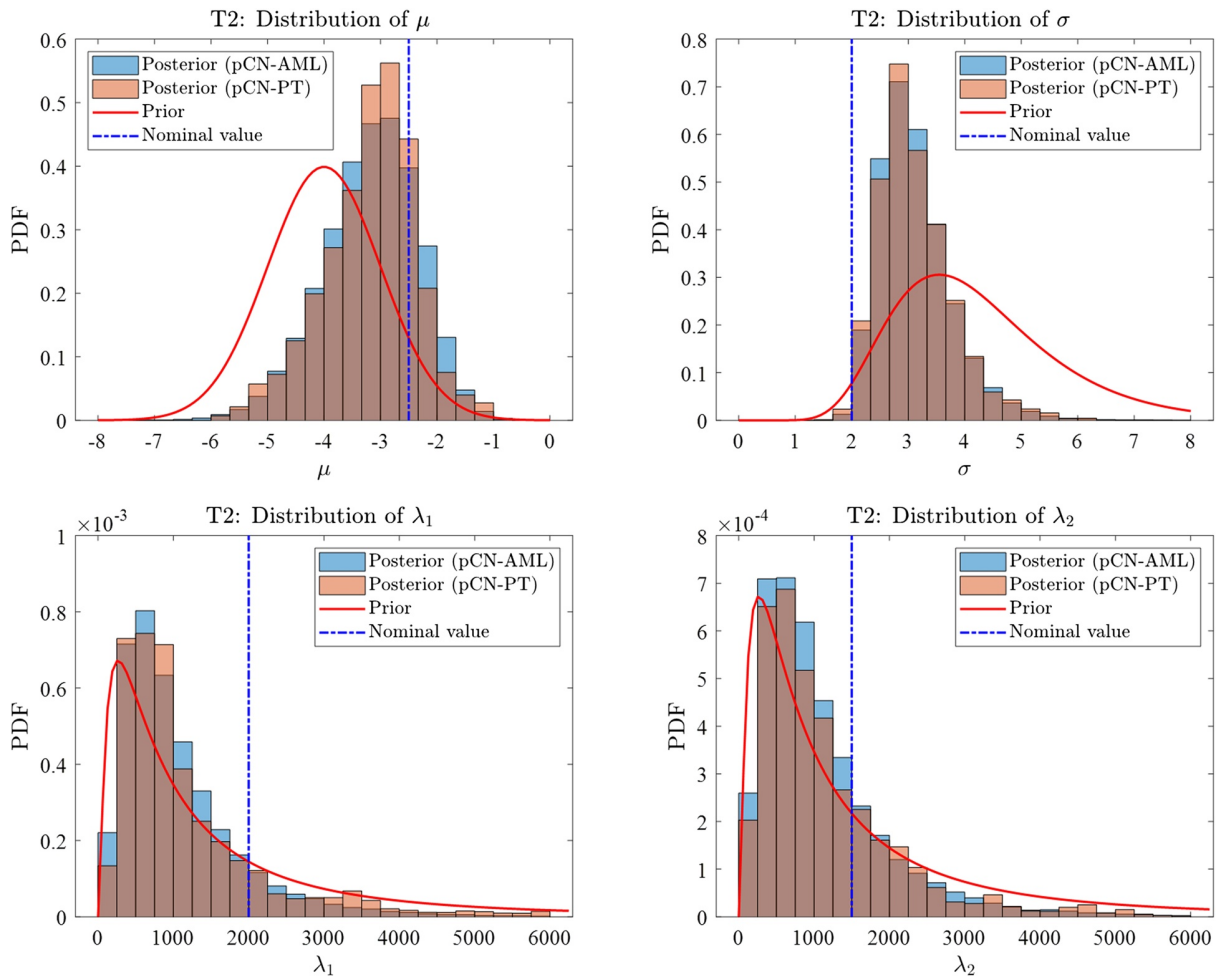 T2: Distribution of μ
0.6
0.5
0.4
0.3
0.2
0.1
0
PDF
Posterior (pCN-AML)
Posterior (pCN-PT)
Prior
Nominal value
-8 -7 -6 -5 -4 -3 -2 -1 0
μ
T2: Distribution of σ
0.8
0.7
0.6
0.5
0.4
0.3
0.2
0.1
0
PDF
Posterior (pCN-AML)
Posterior (pCN-PT)
Prior
Nominal value
0 1 2 3 4 5 6 7 8
σ
×10-3
T2: Distribution of λ1
1
0.8
0.6
0.4
0.2
0
PDF
Posterior (pCN-AML)
Posterior (pCN-PT)
Prior
Nominal value
0 1000 2000 3000 4000 5000 6000
λ1
×10-4
T2: Distribution of λ2
8
7
6
5
4
3
2
1
0
PDF
Posterior (pCN-AML)
Posterior (pCN-PT)
Prior
Nominal value
0 1000 2000 3000 4000 5000 6000
λ2